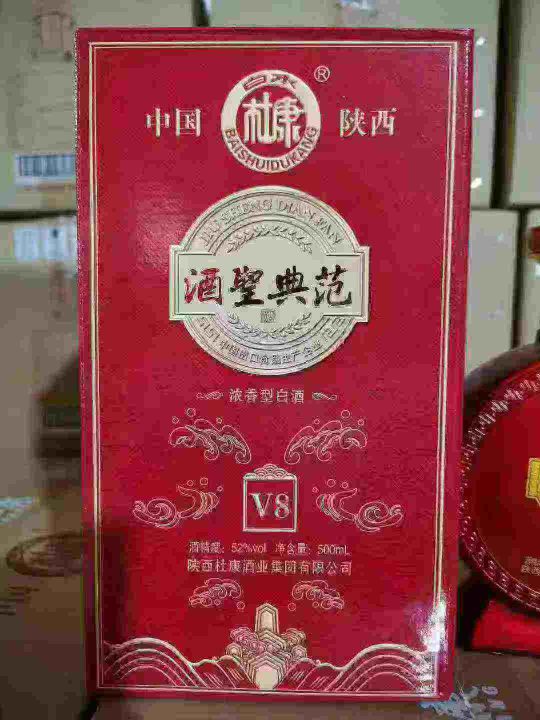 白水
®
中国
杜康
陕西
BAISHUIDUKANG
JIU SHENG DIAN FAN
酒聖典范
浓香型白酒
V8
酒精度：52%vol 净含量：500mL
陕西杜康酒业集团有限公司